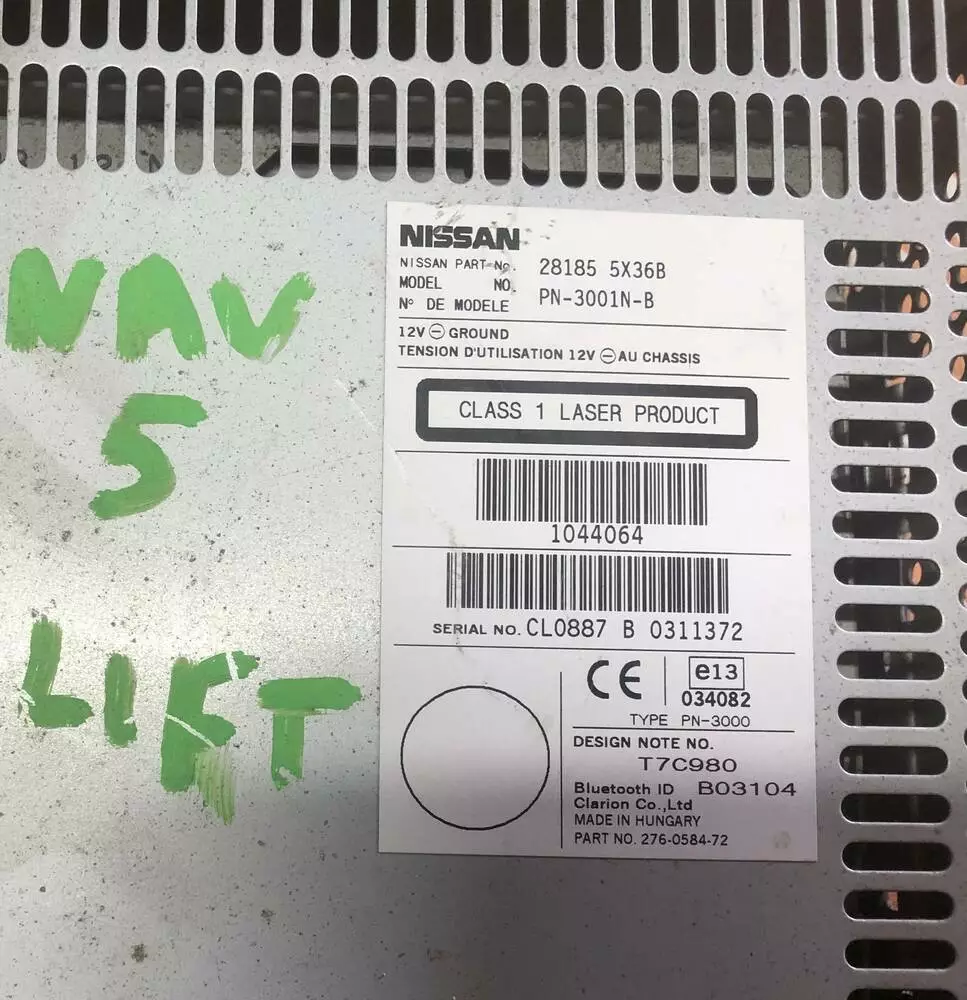 NAV
5
LIFT
NISSAN
NISSAN PART No. 28185 5X36B
MODEL NO.
N° DE MODELE PN-3001N-B
12V ⊖ GROUND
TENSION D'UTILISATION 12V ⊖ AU CHASSIS
CLASS 1 LASER PRODUCT
1044064
SERIAL NO. CL0887 B 0311372
CE e13
034082
TYPE PN-3000
DESIGN NOTE NO.
T7C980
Bluetooth ID B03104
Clarion Co.,Ltd
MADE IN HUNGARY
PART NO. 276-0584-72